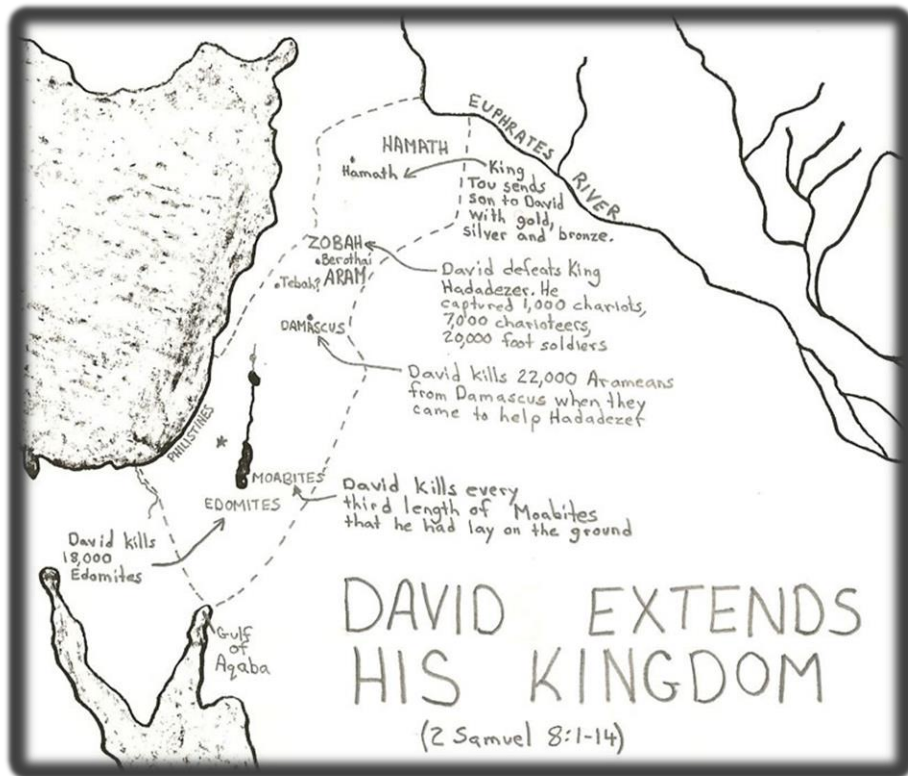 EUPHRATES RIVER
HAMATH
Hamath
King
Tou sends
son to David
with gold,
silver and bronze.
ZOBAH
Berothai
ARAM
Tebah?
David defeats King
Hadadezer. He
captured 1,000 chariots,
7,000 charioteers,
20,000 foot soldiers
DAMASCUS
David kills 22,000 Arameans
from Damascus when they
came to help Hadadezer
PHILISTINES
*
MOABITES
David kills every
third length of Moabites
that he had lay on the ground
EDOMITES
David kills
18,000
Edomites
Gulf
of
Aqaba
DAVID EXTENDS
HIS KINGDOM
(2 Samuel 8:1-14)